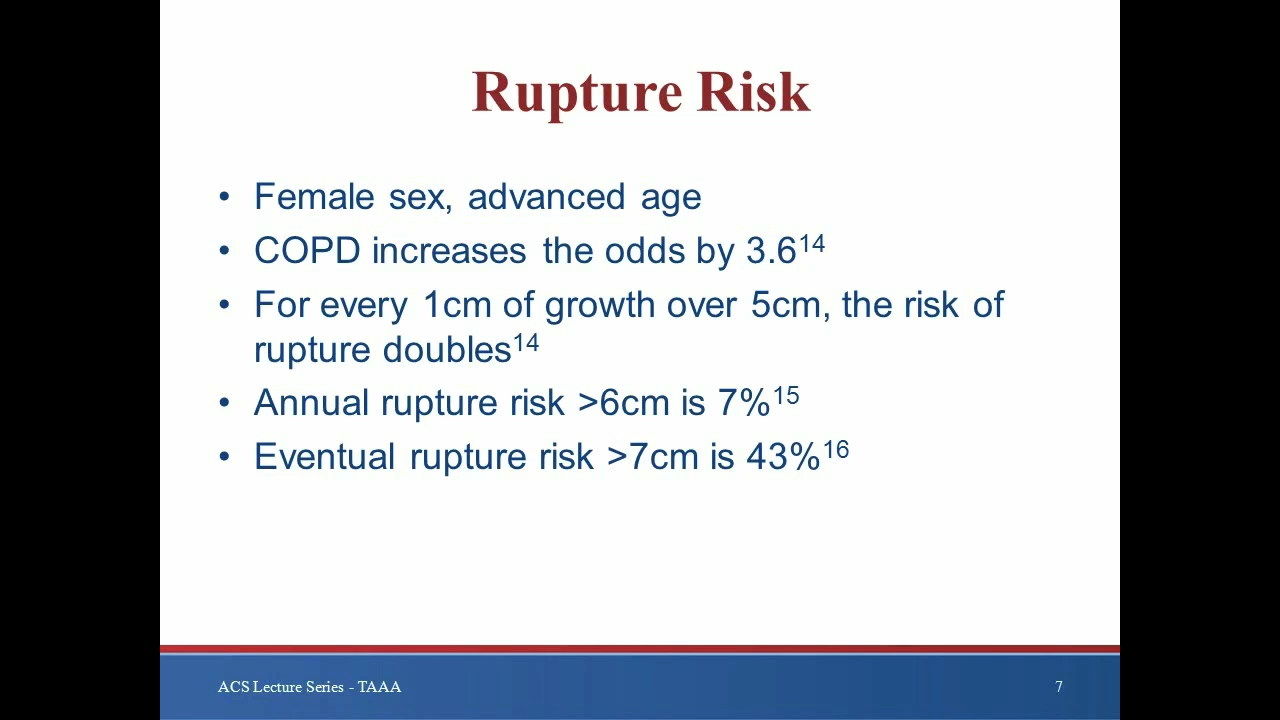 Rupture Risk
• Female sex, advanced age
• COPD increases the odds by 3.6¹⁴
• For every 1cm of growth over 5cm, the risk of
rupture doubles¹⁴
• Annual rupture risk >6cm is 7%¹⁵
• Eventual rupture risk >7cm is 43%¹⁶
ACS Lecture Series - TAAA
7